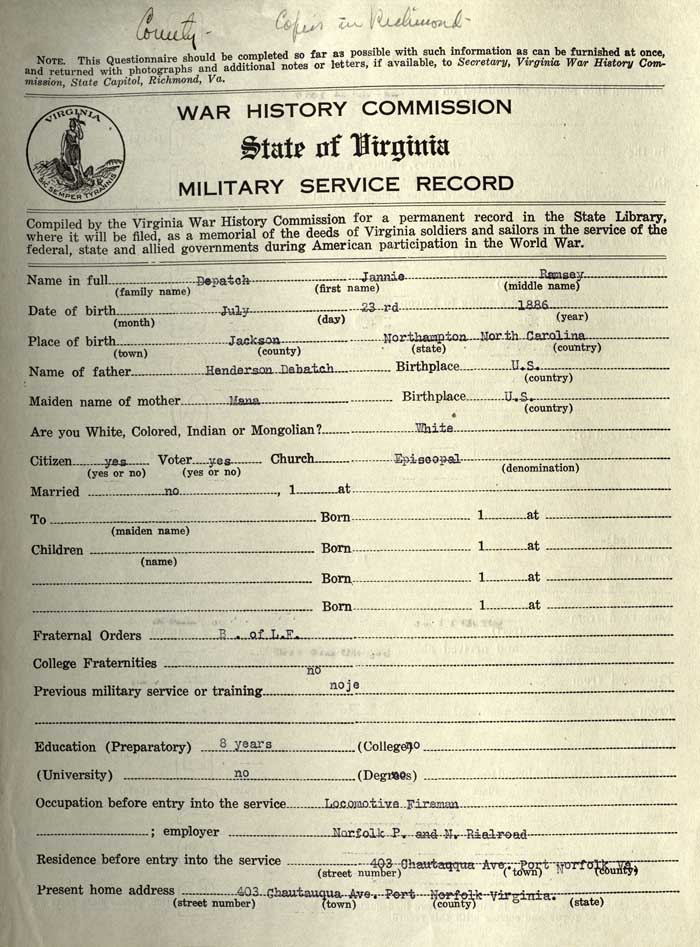 County - Copies in Richmond -
NOTE. This Questionnaire should be completed so far as possible with such information as can be furnished at once,
and returned with photographs and additional notes or letters, if available, to Secretary, Virginia War History Com-
mission, State Capitol, Richmond, Va.
VIRGINIA
SIC SEMPER TYRANNIS
WAR HISTORY COMMISSION
State of Virginia
MILITARY SERVICE RECORD
Compiled by the Virginia War History Commission for a permanent record in the State Library,
where it will be filed, as a memorial of the deeds of Virginia soldiers and sailors in the service of the
federal, state and allied governments during American participation in the World War.
Name in full Depatch Jannie Ramsey
(family name) (first name) (middle name)
Date of birth July 23 rd 1886
(month) (day) (year)
Place of birth Jackson Northampton North Carolina
(town) (county) (state) (country)
Name of father Henderson Debatch Birthplace U.S.
(country)
Maiden name of mother Mana Birthplace U.S.
(country)
Are you White, Colored, Indian or Mongolian? White
Citizen yes Voter yes Church Episcopal
(yes or no) (yes or no) (denomination)
Married no , 1 at
To Born 1 at
(maiden name)
Children Born 1 at
(name)
Born 1 at
Born 1 at
Fraternal Orders B . of L.F.
College Fraternities no
Previous military service or training noje
Education (Preparatory) 8 years (College) no
(University) no (Degrees) no
Occupation before entry into the service Locomotive Fireman
; employer Norfolk P. and N. Rialroad
Residence before entry into the service 403 Chautauqua Ave. Port Norfolk Va.
(street number) (town) (county)
Present home address 403 Chautauqua Ave. Port Norfolk Virginia.
(street number) (town) (county) (state)